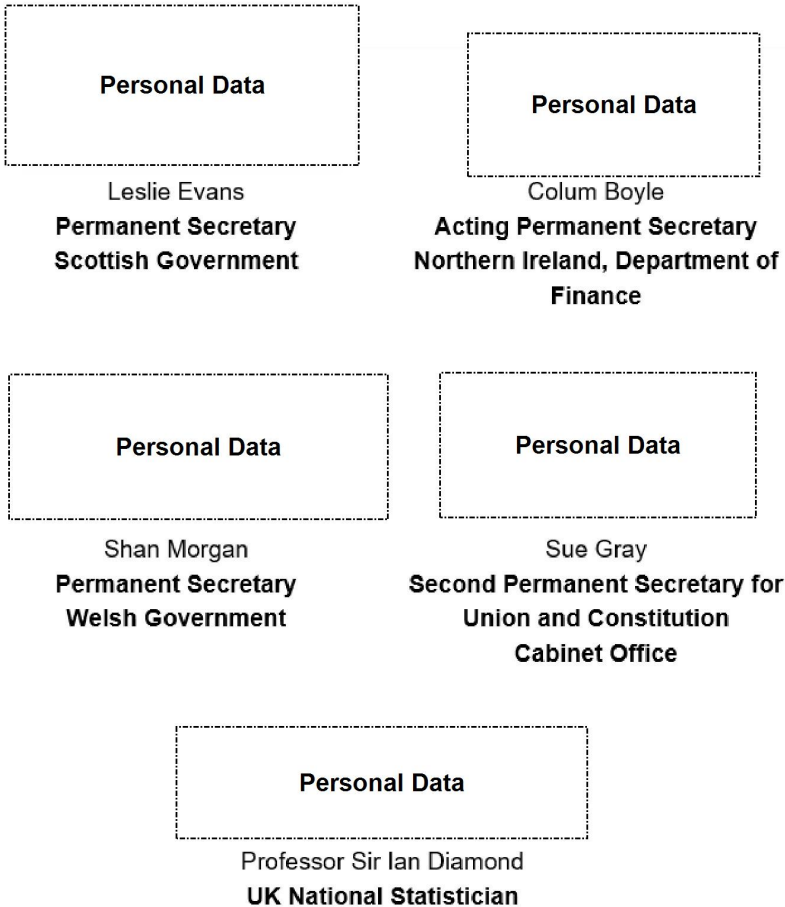 Personal Data
Leslie Evans
Permanent Secretary
Scottish Government
Personal Data
Colum Boyle
Acting Permanent Secretary
Northern Ireland, Department of
Finance
Personal Data
Shan Morgan
Permanent Secretary
Welsh Government
Personal Data
Sue Gray
Second Permanent Secretary for
Union and Constitution
Cabinet Office
Personal Data
Professor Sir Ian Diamond
UK National Statistician